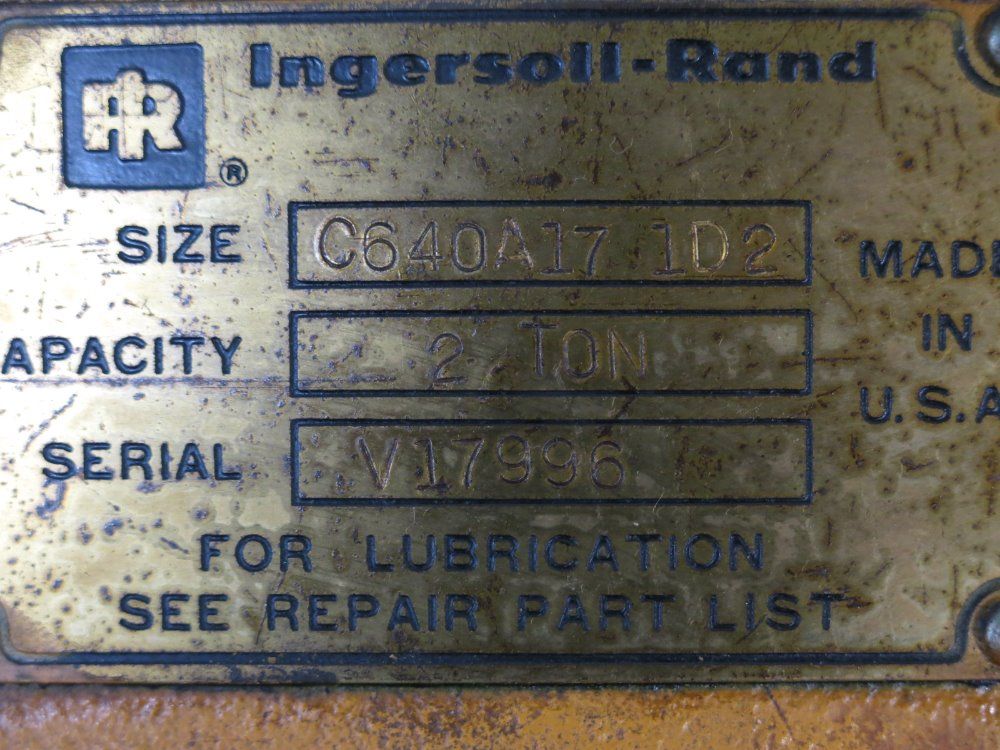 Ingersoll-Rand
IR ®
SIZE C640A17 1D2
APACITY 2 TON
SERIAL V17996
MADE
IN
U.S.A
FOR LUBRICATION
SEE REPAIR PART LIST